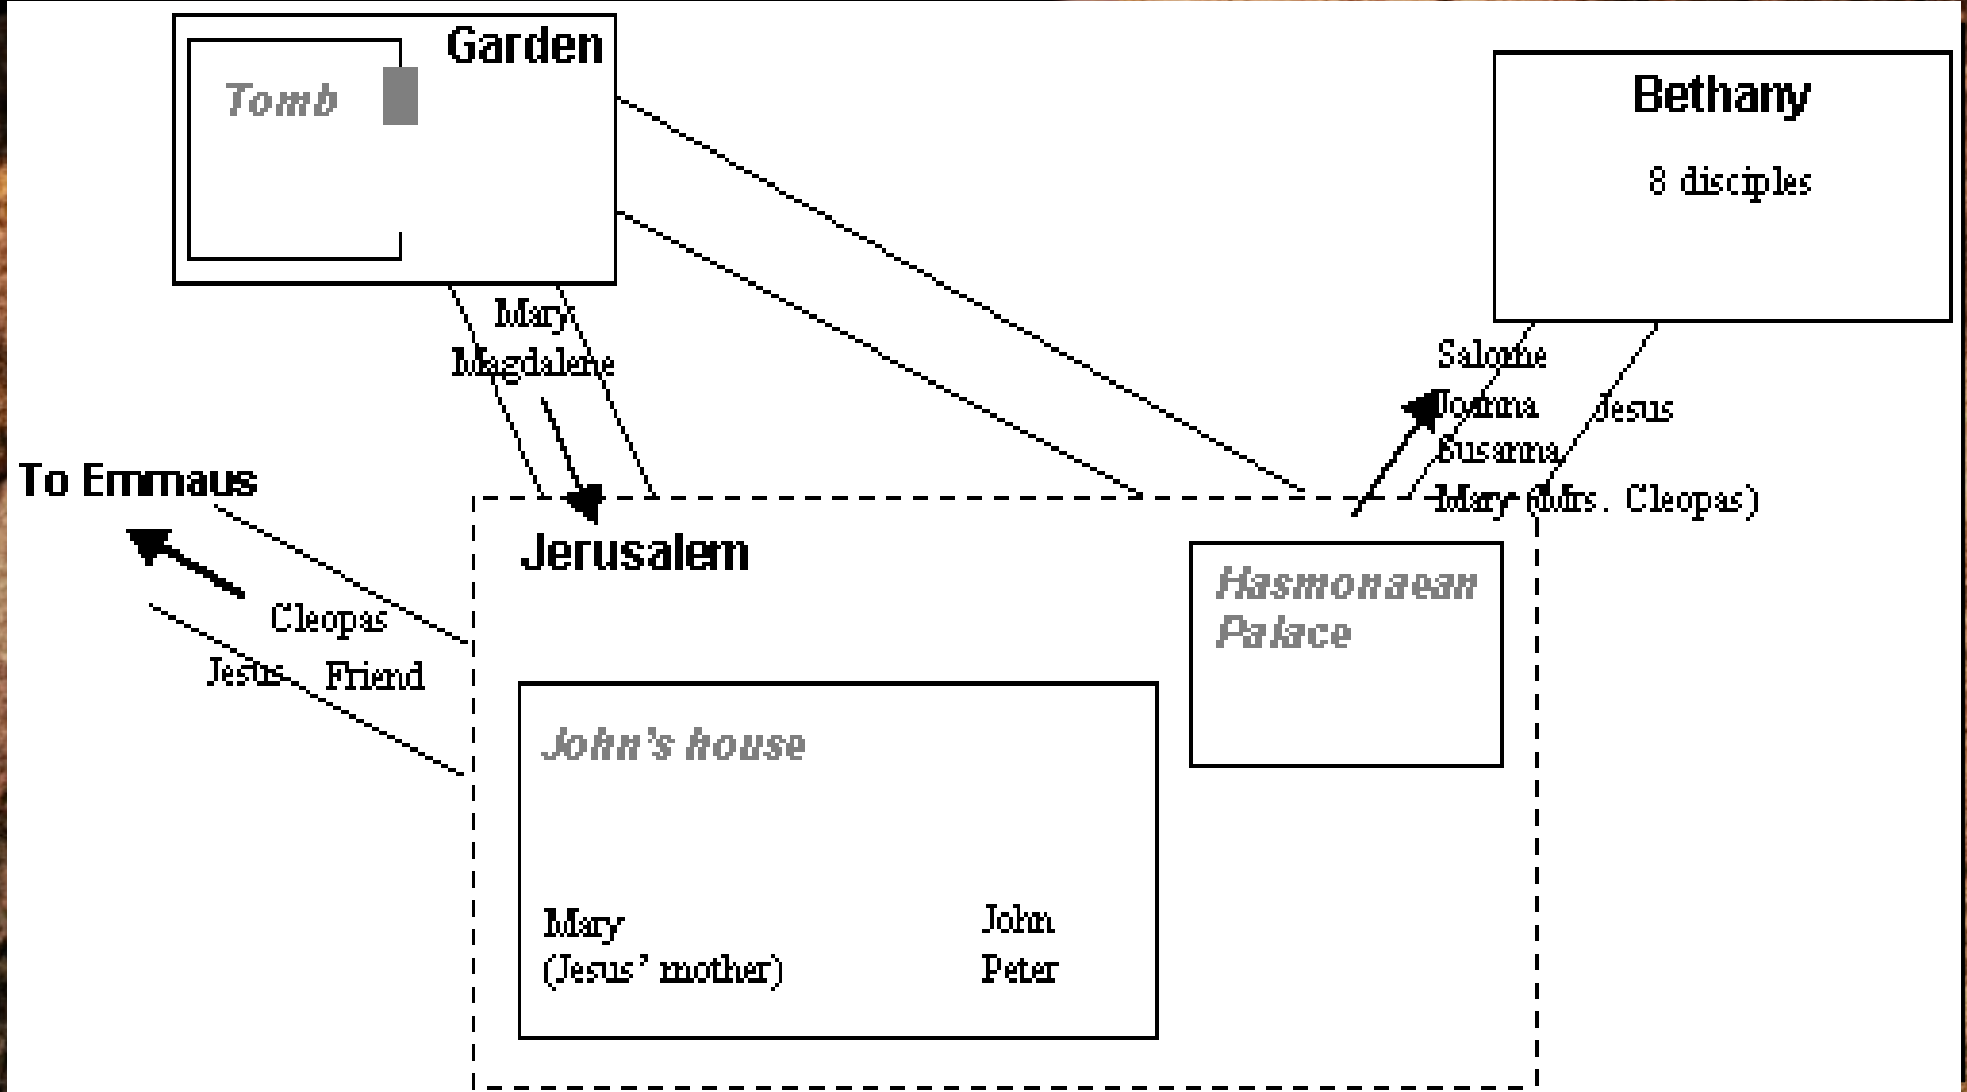 Garden
Tomb
Bethany
8 disciples
Mary
Magdalene
Salome
Joanna
Jesus
Susanna
Mary (Mrs. Cleopas)
To Emmaus
Cleopas
Jesus
Friend
Jerusalem
Hasmonaean
Palace
John's house
Mary
(Jesus' mother)
John
Peter